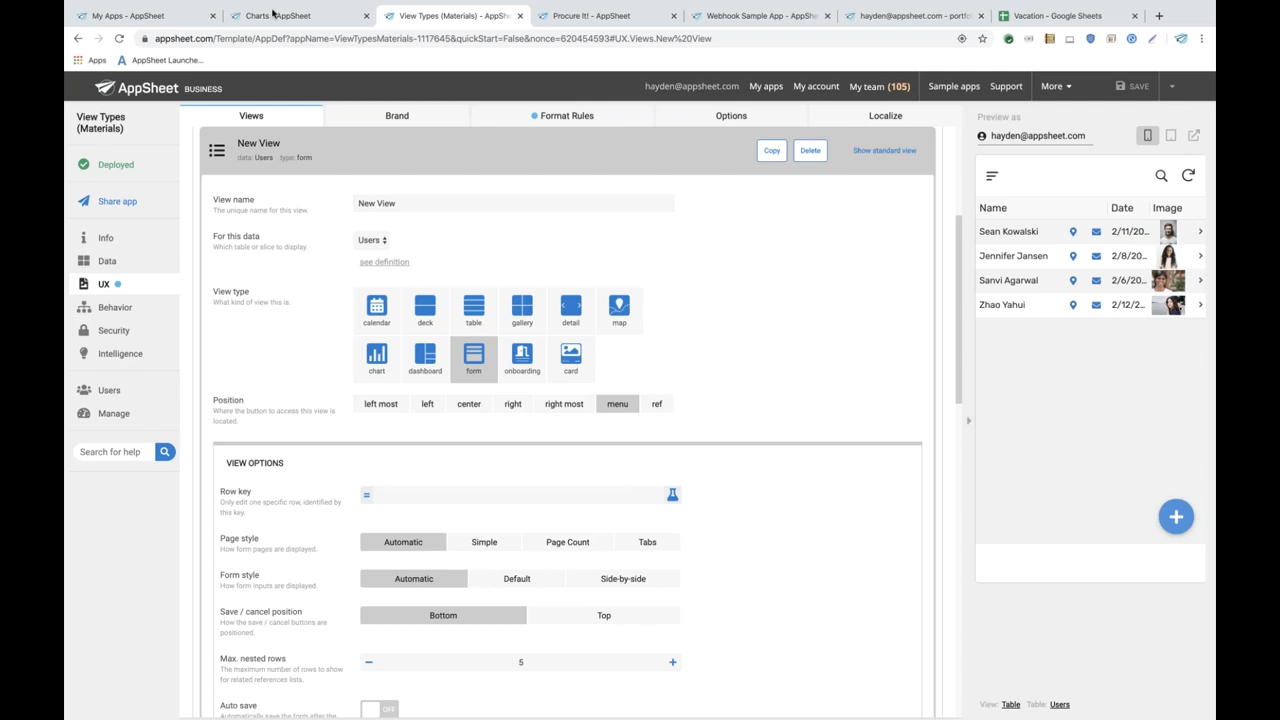 My Apps - AppSheet
Charts - AppSheet
View Types (Materials) - AppShe
Procure It! - AppSheet
Webhook Sample App - AppShe
hayden@appsheet.com - portfo
Vacation - Google Sheets
appsheet.com/Template/AppDef?appName=ViewTypesMaterials-1117645&quickStart=False&nonce=620454593#UX.Views.New%20View
Apps
AppSheet Launche...
AppSheet BUSINESS
hayden@appsheet.com
My apps
My account
My team (105)
Sample apps
Support
More
SAVE
View Types
(Materials)
Deployed
Share app
Info
Data
UX
Behavior
Security
Intelligence
Users
Manage
Search for help
Views
Brand
Format Rules
Options
Localize
New View
data: Users type: form
Copy
Delete
Show standard view
View name
The unique name for this view.
New View
For this data
Which table or slice to display.
Users
see definition
View type
What kind of view this is.
calendar
deck
table
gallery
detail
map
chart
dashboard
form
onboarding
card
Position
Where the button to access this view is
located.
left most
left
center
right
right most
menu
ref
VIEW OPTIONS
Row key
Only edit one specific row, identified by
this key.
=
Page style
How form pages are displayed.
Automatic
Simple
Page Count
Tabs
Form style
How form inputs are displayed.
Automatic
Default
Side-by-side
Save / cancel position
How the save / cancel buttons are
positioned.
Bottom
Top
Max. nested rows
The maximum number of rows to show
for related references lists.
5
Auto save
Automatically save the form after the
OFF
Preview as
hayden@appsheet.com
Name Date Image
Sean Kowalski 2/11/20...
Jennifer Jansen 2/8/20...
Sanvi Agarwal 2/6/20...
Zhao Yahui 2/12/2...
View: Table Table: Users